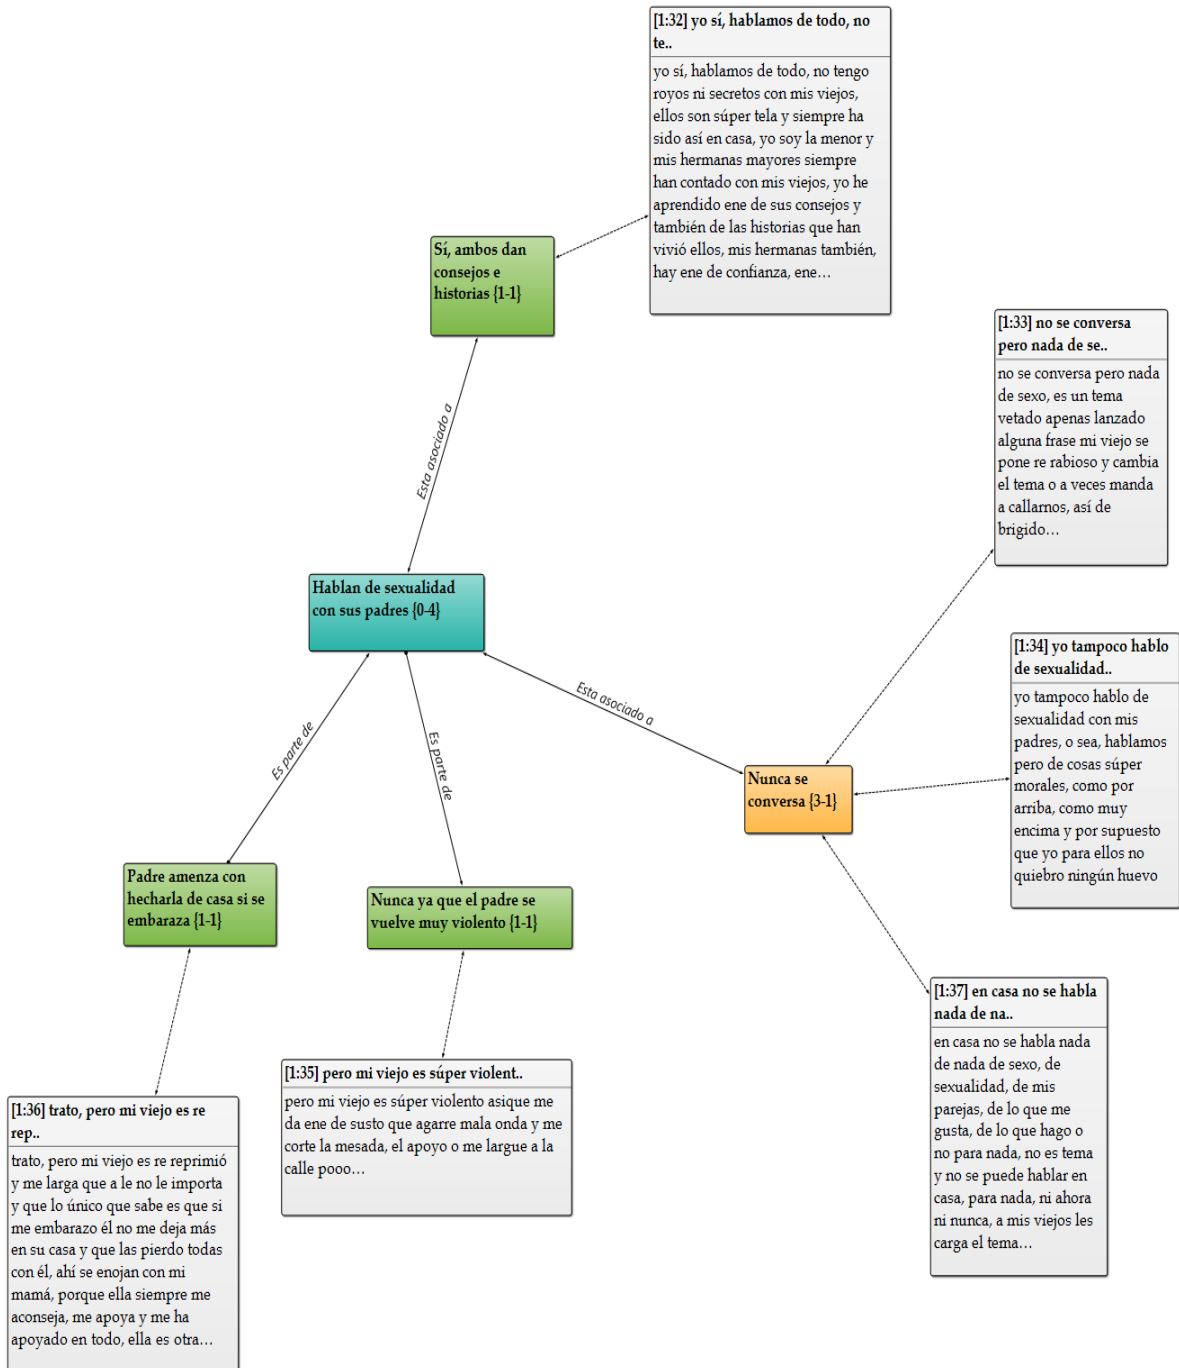 [1:32] yo sí, hablamos de todo, no
te..
yo sí, hablamos de todo, no tengo
royos ni secretos con mis viejos,
ellos son súper tela y siempre ha
sido así en casa, yo soy la menor y
mis hermanas mayores siempre
han contado con mis viejos, yo he
aprendido ene de sus consejos y
también de las historias que han
vivió ellos, mis hermanas también,
hay ene de confianza, ene…
Sí, ambos dan
consejos e
historias {1-1}
Esta asociado a
[1:33] no se conversa
pero nada de se..
no se conversa pero nada
de sexo, es un tema
vetado apenas lanzado
alguna frase mi viejo se
pone re rabioso y cambia
el tema o a veces manda
a callarnos, así de
brigido…
Hablan de sexualidad
con sus padres {0-4}
Es parte de
Es parte de
Esta asociado a
[1:34] yo tampoco hablo
de sexualidad..
yo tampoco hablo de
sexualidad con mis
padres, o sea, hablamos
pero de cosas súper
morales, como por
arriba, como muy
encima y por supuesto
que yo para ellos no
quiebro ningún huevo
Nunca se
conversa {3-1}
Padre amenza con
hecharla de casa si se
embaraza {1-1}
Nunca ya que el padre se
vuelve muy violento {1-1}
[1:37] en casa no se habla
nada de na..
en casa no se habla nada
de nada de sexo, de
sexualidad, de mis
parejas, de lo que me
gusta, de lo que hago o
no para nada, no es tema
y no se puede hablar en
casa, para nada, ni ahora
ni nunca, a mis viejos les
carga el tema…
[1:35] pero mi viejo es súper violent..
pero mi viejo es súper violento asique me
da ene de susto que agarre mala onda y me
corte la mesada, el apoyo o me largue a la
calle pooo…
[1:36] trato, pero mi viejo es re
rep..
trato, pero mi viejo es re reprimió
y me larga que a le no le importa
y que lo único que sabe es que si
me embarazo él no me deja más
en su casa y que las pierdo todas
con él, ahí se enojan con mi
mamá, porque ella siempre me
aconseja, me apoya y me ha
apoyado en todo, ella es otra…